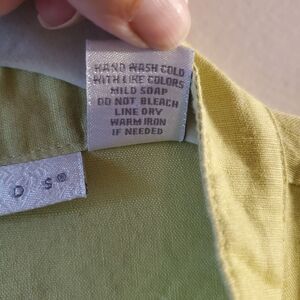 HAND WASH COLD
WITH LIKE COLORS
MILD SOAP
DO NOT BLEACH
LINE DRY
WARM IRON
IF NEEDED
D S®